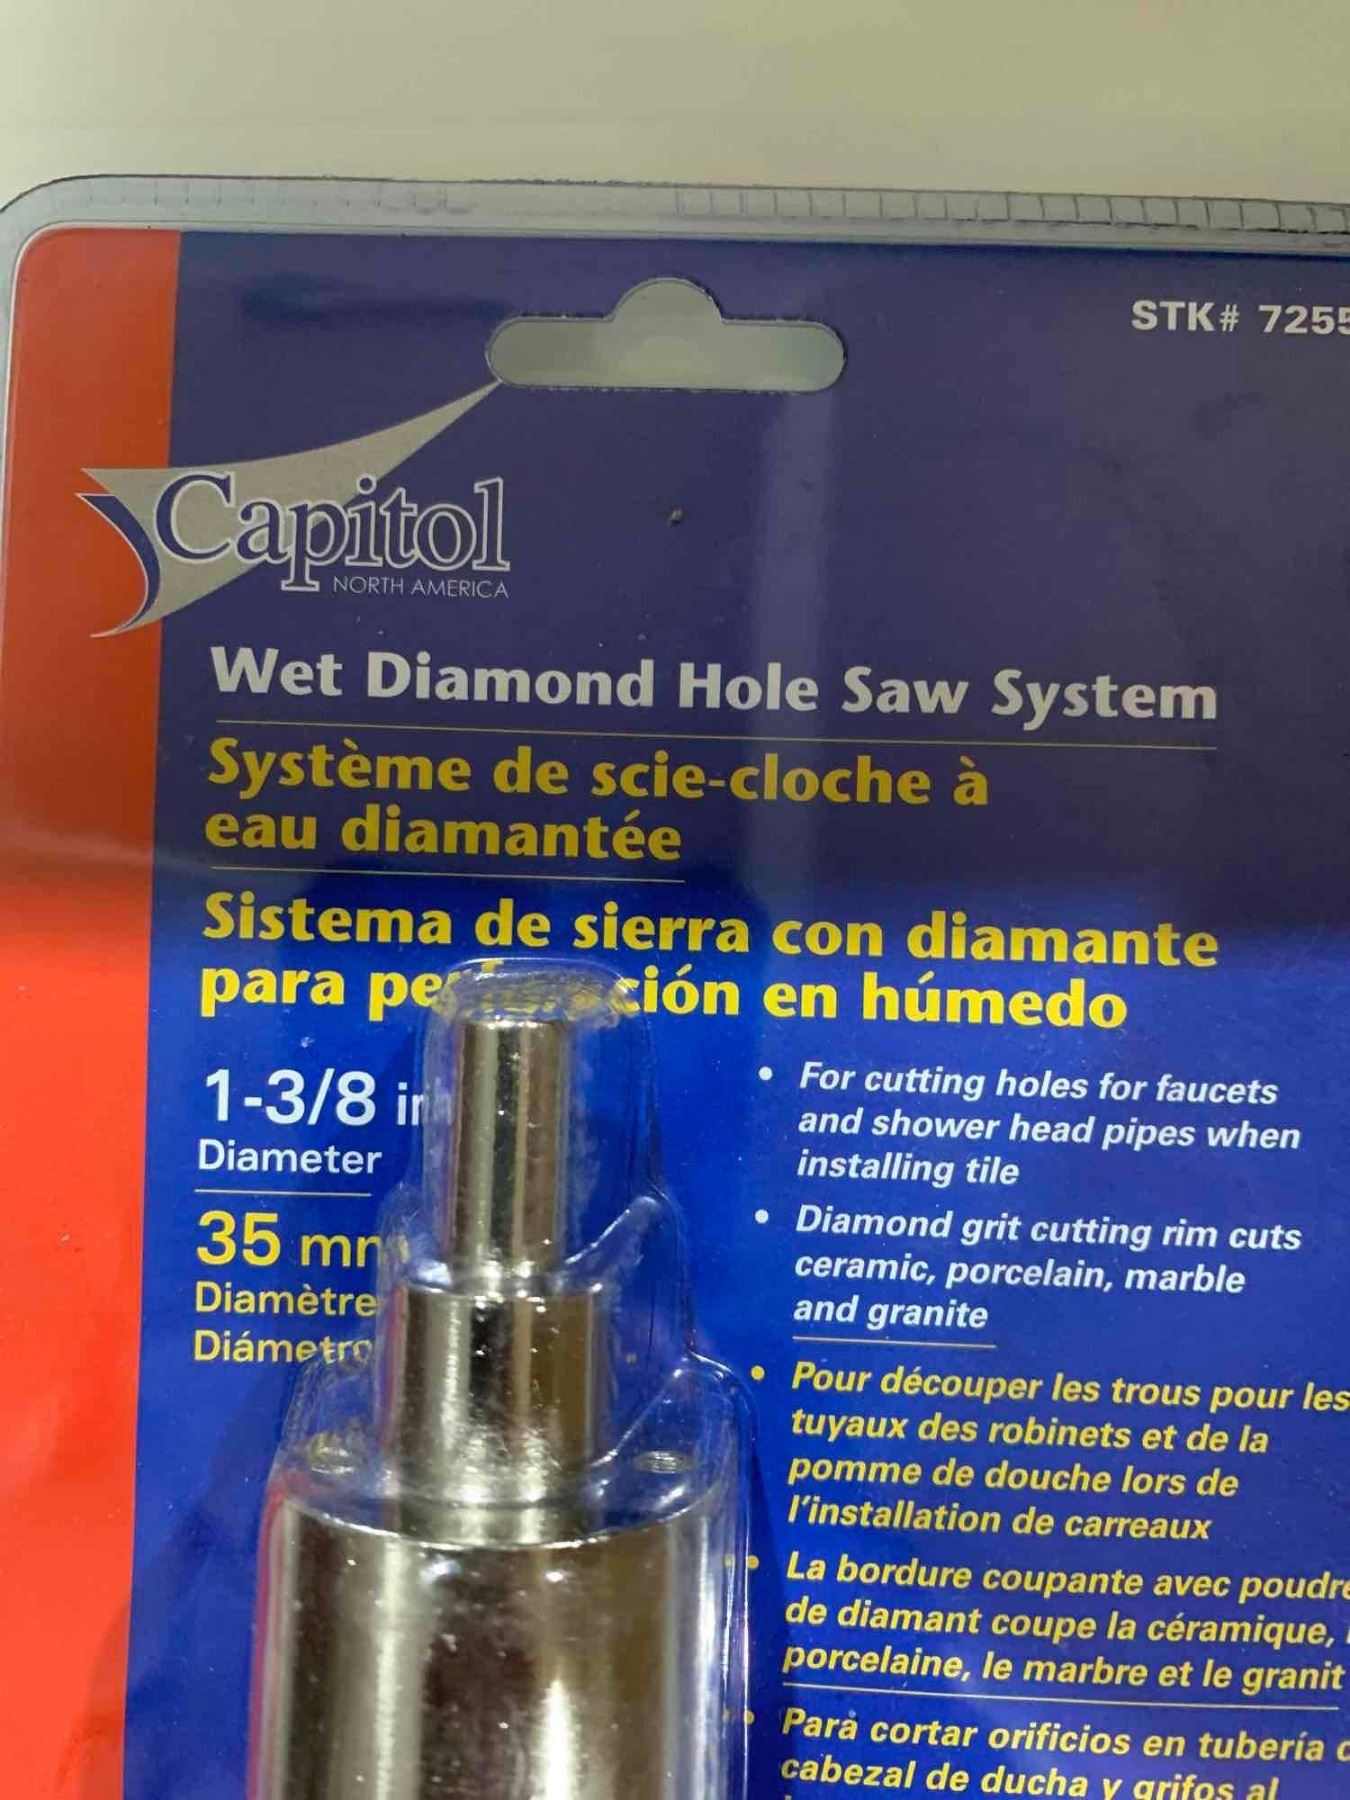 STK# 7255
Capitol
NORTH AMERICA
Wet Diamond Hole Saw System
Système de scie-cloche à
eau diamantée
Sistema de sierra con diamante
para en húmedo
1-3/8
Diameter
35
Diamètre
Diámetro
• For cutting holes for faucets
and shower head pipes when
installing tile
• Diamond grit cutting rim cuts
ceramic, porcelain, marble
and granite
• Pour découper les trous pour les
tuyaux des robinets et de la
pomme de douche lors de
l'installation de carreaux
• La bordure coupante avec poudre
de diamant coupe la céramique,
porcelaine, le marbre et le granit
• Para cortar orificios en tubería
cabezal de ducha y grifos al